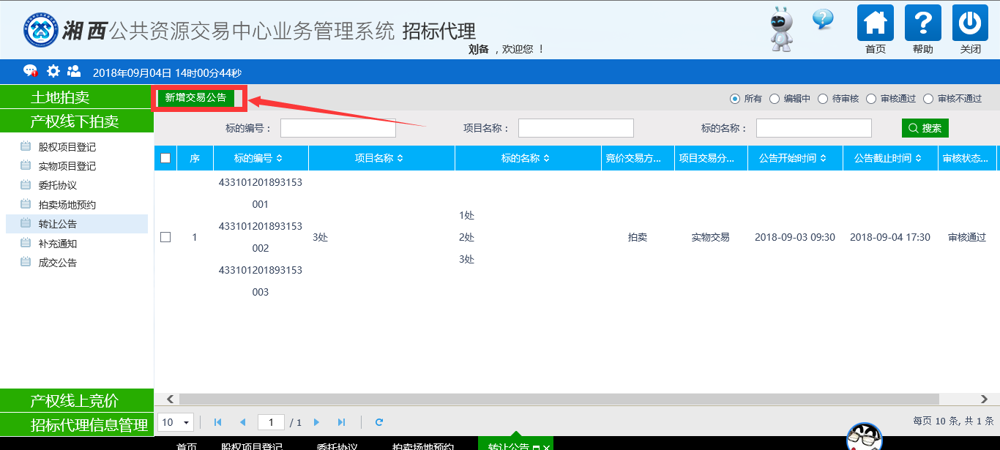 湘西公共资源交易中心业务管理系统 招标代理
刘备 ，欢迎您 ！
首页 帮助 关闭
2018年09月04日 14时00分44秒
土地拍卖
产权线下拍卖
股权项目登记
实物项目登记
委托协议
拍卖场地预约
转让公告
补充通知
成交公告
产权线上竞价
招标代理信息管理
新增交易公告
所有 编辑中 待审核 审核通过 审核不通过
标的编号： 项目名称： 标的名称： 搜索
序 标的编号 项目名称 标的名称 竞价交易方... 项目交易分... 公告开始时间 公告截止时间 审核状态...
1
433101201893153
001
433101201893153
002
433101201893153
003
3处
1处
2处
3处
拍卖 实物交易 2018-09-03 09:30 2018-09-04 17:30 审核通过
10 1 / 1 每页 10 条, 共 1 条
首页 股权项目登记 委托协议 拍卖场地预约 转让公告